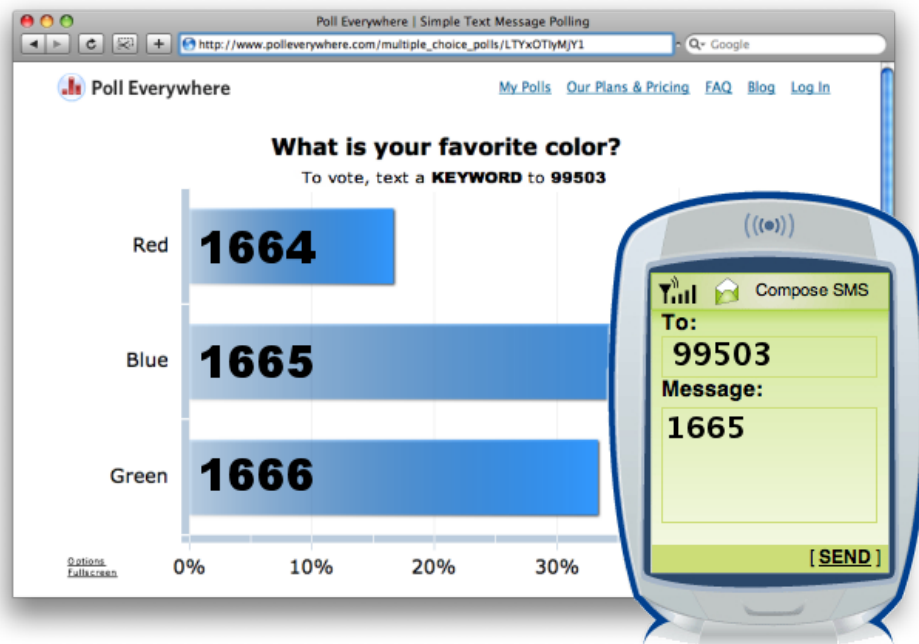 Poll Everywhere | Simple Text Message Polling
http://www.polleverywhere.com/multiple_choice_polls/LTYxOTIyMjY1
Google
Poll Everywhere
My Polls Our Plans & Pricing FAQ Blog Log In
What is your favorite color?
To vote, text a KEYWORD to 99503
Red 1664
Blue 1665
Green 1666
0% 10% 20% 30%
Options
Fullscreen
Compose SMS
To:
99503
Message:
1665
[ SEND ]